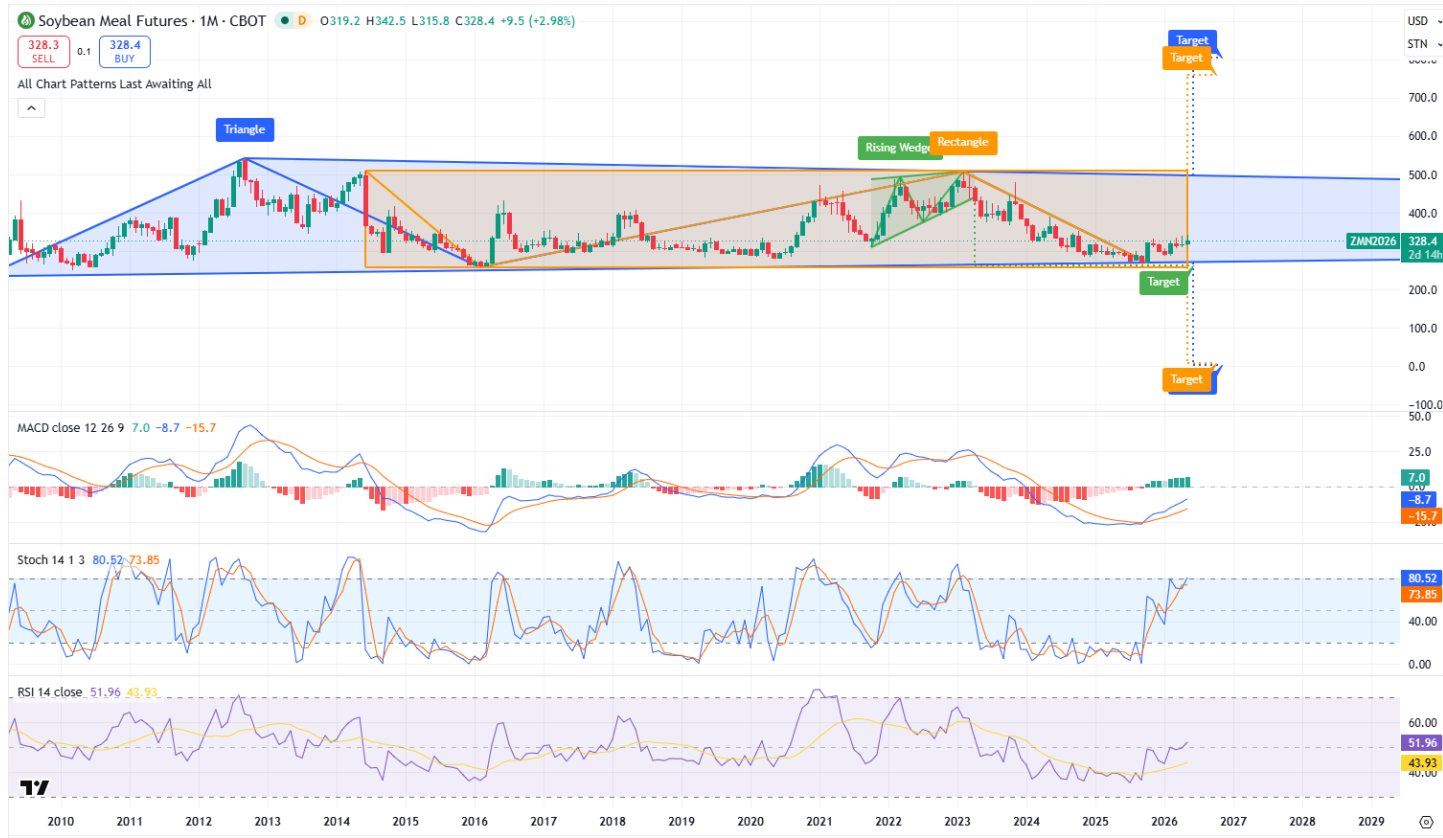 Soybean Meal Futures · 1M · CBOT D O319.2 H342.5 L315.8 C328.4 +9.5 (+2.98%)
USD
328.3
SELL
0.1
328.4
BUY
STN
All Chart Patterns Last Awaiting All
Target
Target
800.0
700.0
Triangle
600.0
Rising Wedge
Rectangle
500.0
400.0
ZMN2026 328.4
2d 14h
Target
200.0
100.0
0.0
Target
−100.0
MACD close 12 26 9 7.0 −8.7 −15.7
50.0
25.0
7.0
0.0
−8.7
−15.7
Stoch 14 1 3 80.52 73.85
80.52
73.85
40.00
0.00
RSI 14 close 51.96 43.93
60.00
51.96
43.93
40.00
2010 2011 2012 2013 2014 2015 2016 2017 2018 2019 2020 2021 2022 2023 2024 2025 2026 2027 2028 2029